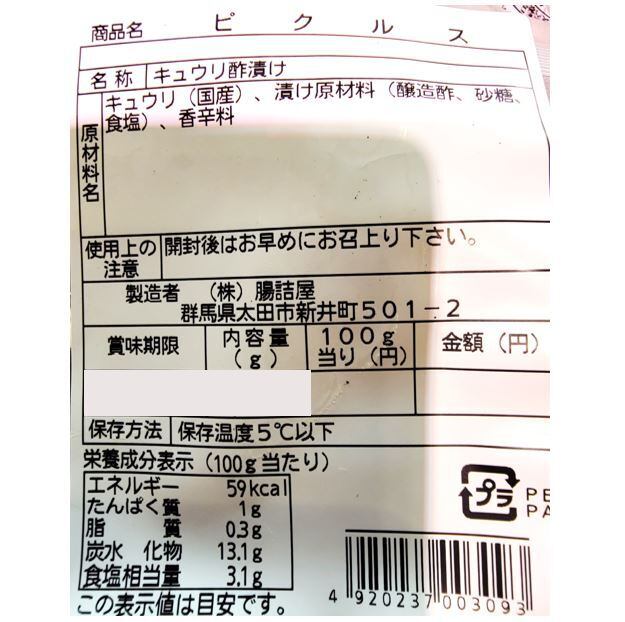 商品名 ピクルス
名称 キュウリ酢漬け
原材料名 キュウリ（国産）、漬け原材料（醸造酢、砂糖、
食塩）、香辛料
使用上の注意 開封後はお早めにお召上り下さい。
製造者 （株）腸詰屋
群馬県太田市新井町５０１－２
賞味期限 内容量（ｇ） １００ｇ当り（円） 金額（円）
保存方法 保存温度５℃以下
栄養成分表示（100ｇ当たり）
エネルギー 59kcal
たんぱく質 1g
脂質 0.3g
炭水化物 13.1g
食塩相当量 3.1g
この表示値は目安です。
プラ
PE
PA
4 920237 003093